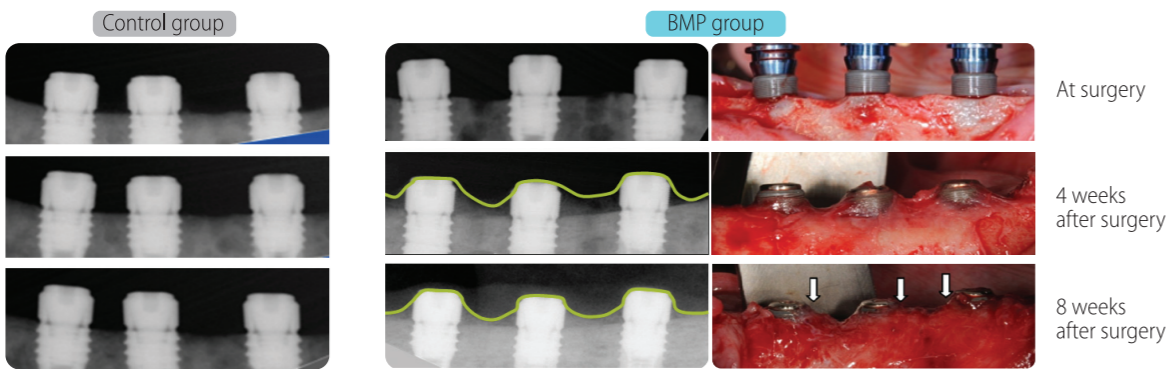 Control group
BMP group
At surgery
4 weeks
after surgery
8 weeks
after surgery